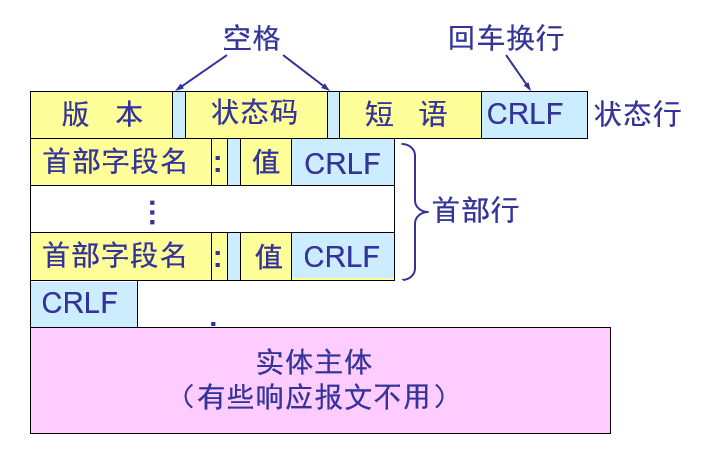 空格 回车换行
版 本 状态码 短 语 CRLF 状态行
首部字段名 : 值 CRLF
⋮ 首部行
首部字段名 : 值 CRLF
CRLF
实体主体
（有些响应报文不用）